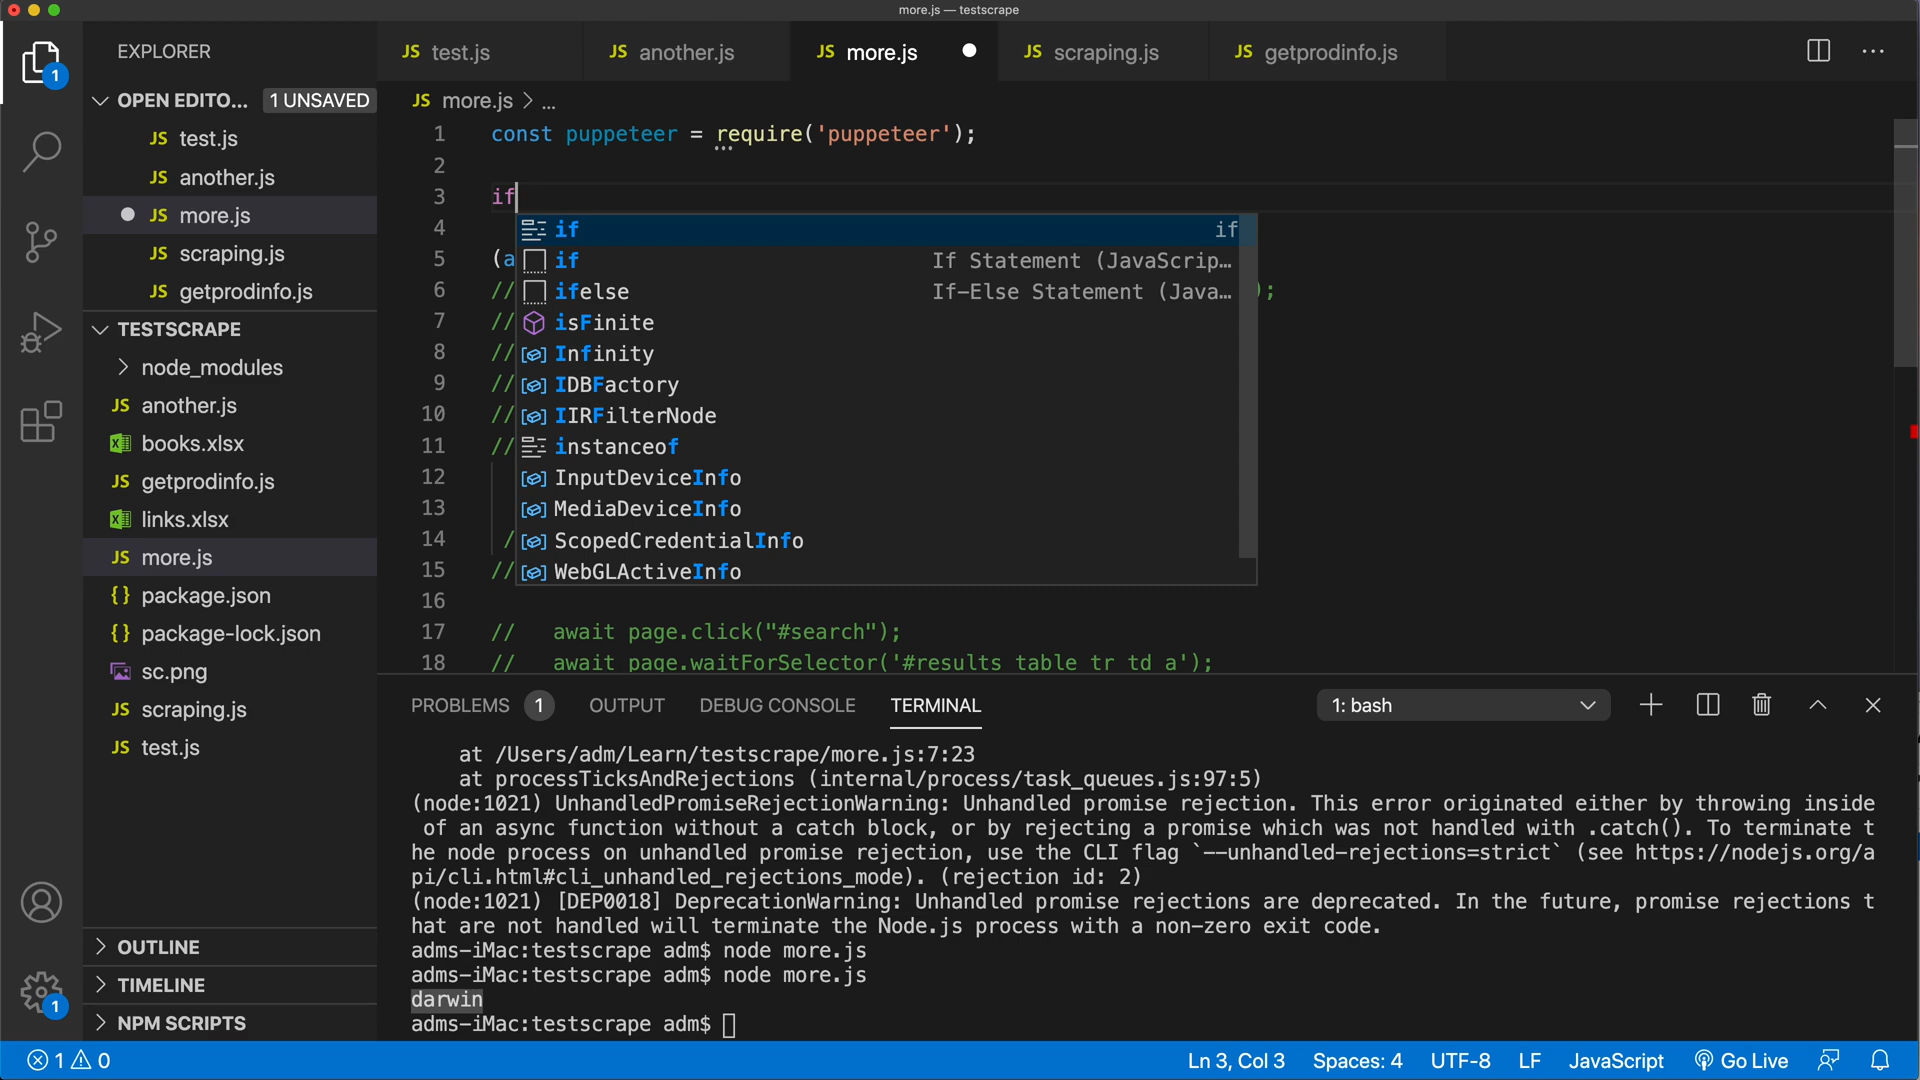 more.js — testscrape
EXPLORER
OPEN EDITO... 1 UNSAVED
JS test.js
JS another.js
JS more.js
JS scraping.js
JS getprodinfo.js
TESTSCRAPE
node_modules
JS another.js
books.xlsx
JS getprodinfo.js
links.xlsx
JS more.js
{} package.json
{} package-lock.json
sc.png
JS scraping.js
JS test.js
OUTLINE
TIMELINE
NPM SCRIPTS
1
1
JS test.js JS another.js JS more.js JS scraping.js JS getprodinfo.js
JS more.js > ...
1 const puppeteer = require('puppeteer');
2
3 if
4
5 (a
6 // );
7 //
8 //
9 //
10 //
11 //
12
13
14 /
15 //
16
17 // await page.click("#search");
18 // await page.waitForSelector('#results table tr td a');
if if
if If Statement (JavaScrip...
ifelse If-Else Statement (Java...
isFinite
Infinity
IDBFactory
IIRFilterNode
instanceof
InputDeviceInfo
MediaDeviceInfo
ScopedCredentialInfo
WebGLActiveInfo
PROBLEMS 1 OUTPUT DEBUG CONSOLE TERMINAL 1: bash
at /Users/adm/Learn/testscrape/more.js:7:23
at processTicksAndRejections (internal/process/task_queues.js:97:5)
(node:1021) UnhandledPromiseRejectionWarning: Unhandled promise rejection. This error originated either by throwing inside
of an async function without a catch block, or by rejecting a promise which was not handled with .catch(). To terminate t
he node process on unhandled promise rejection, use the CLI flag `--unhandled-rejections=strict` (see https://nodejs.org/a
pi/cli.html#cli_unhandled_rejections_mode). (rejection id: 2)
(node:1021) [DEP0018] DeprecationWarning: Unhandled promise rejections are deprecated. In the future, promise rejections t
hat are not handled will terminate the Node.js process with a non-zero exit code.
adms-iMac:testscrape adm$ node more.js
adms-iMac:testscrape adm$ node more.js
darwin
adms-iMac:testscrape adm$
1 0 Ln 3, Col 3 Spaces: 4 UTF-8 LF JavaScript Go Live